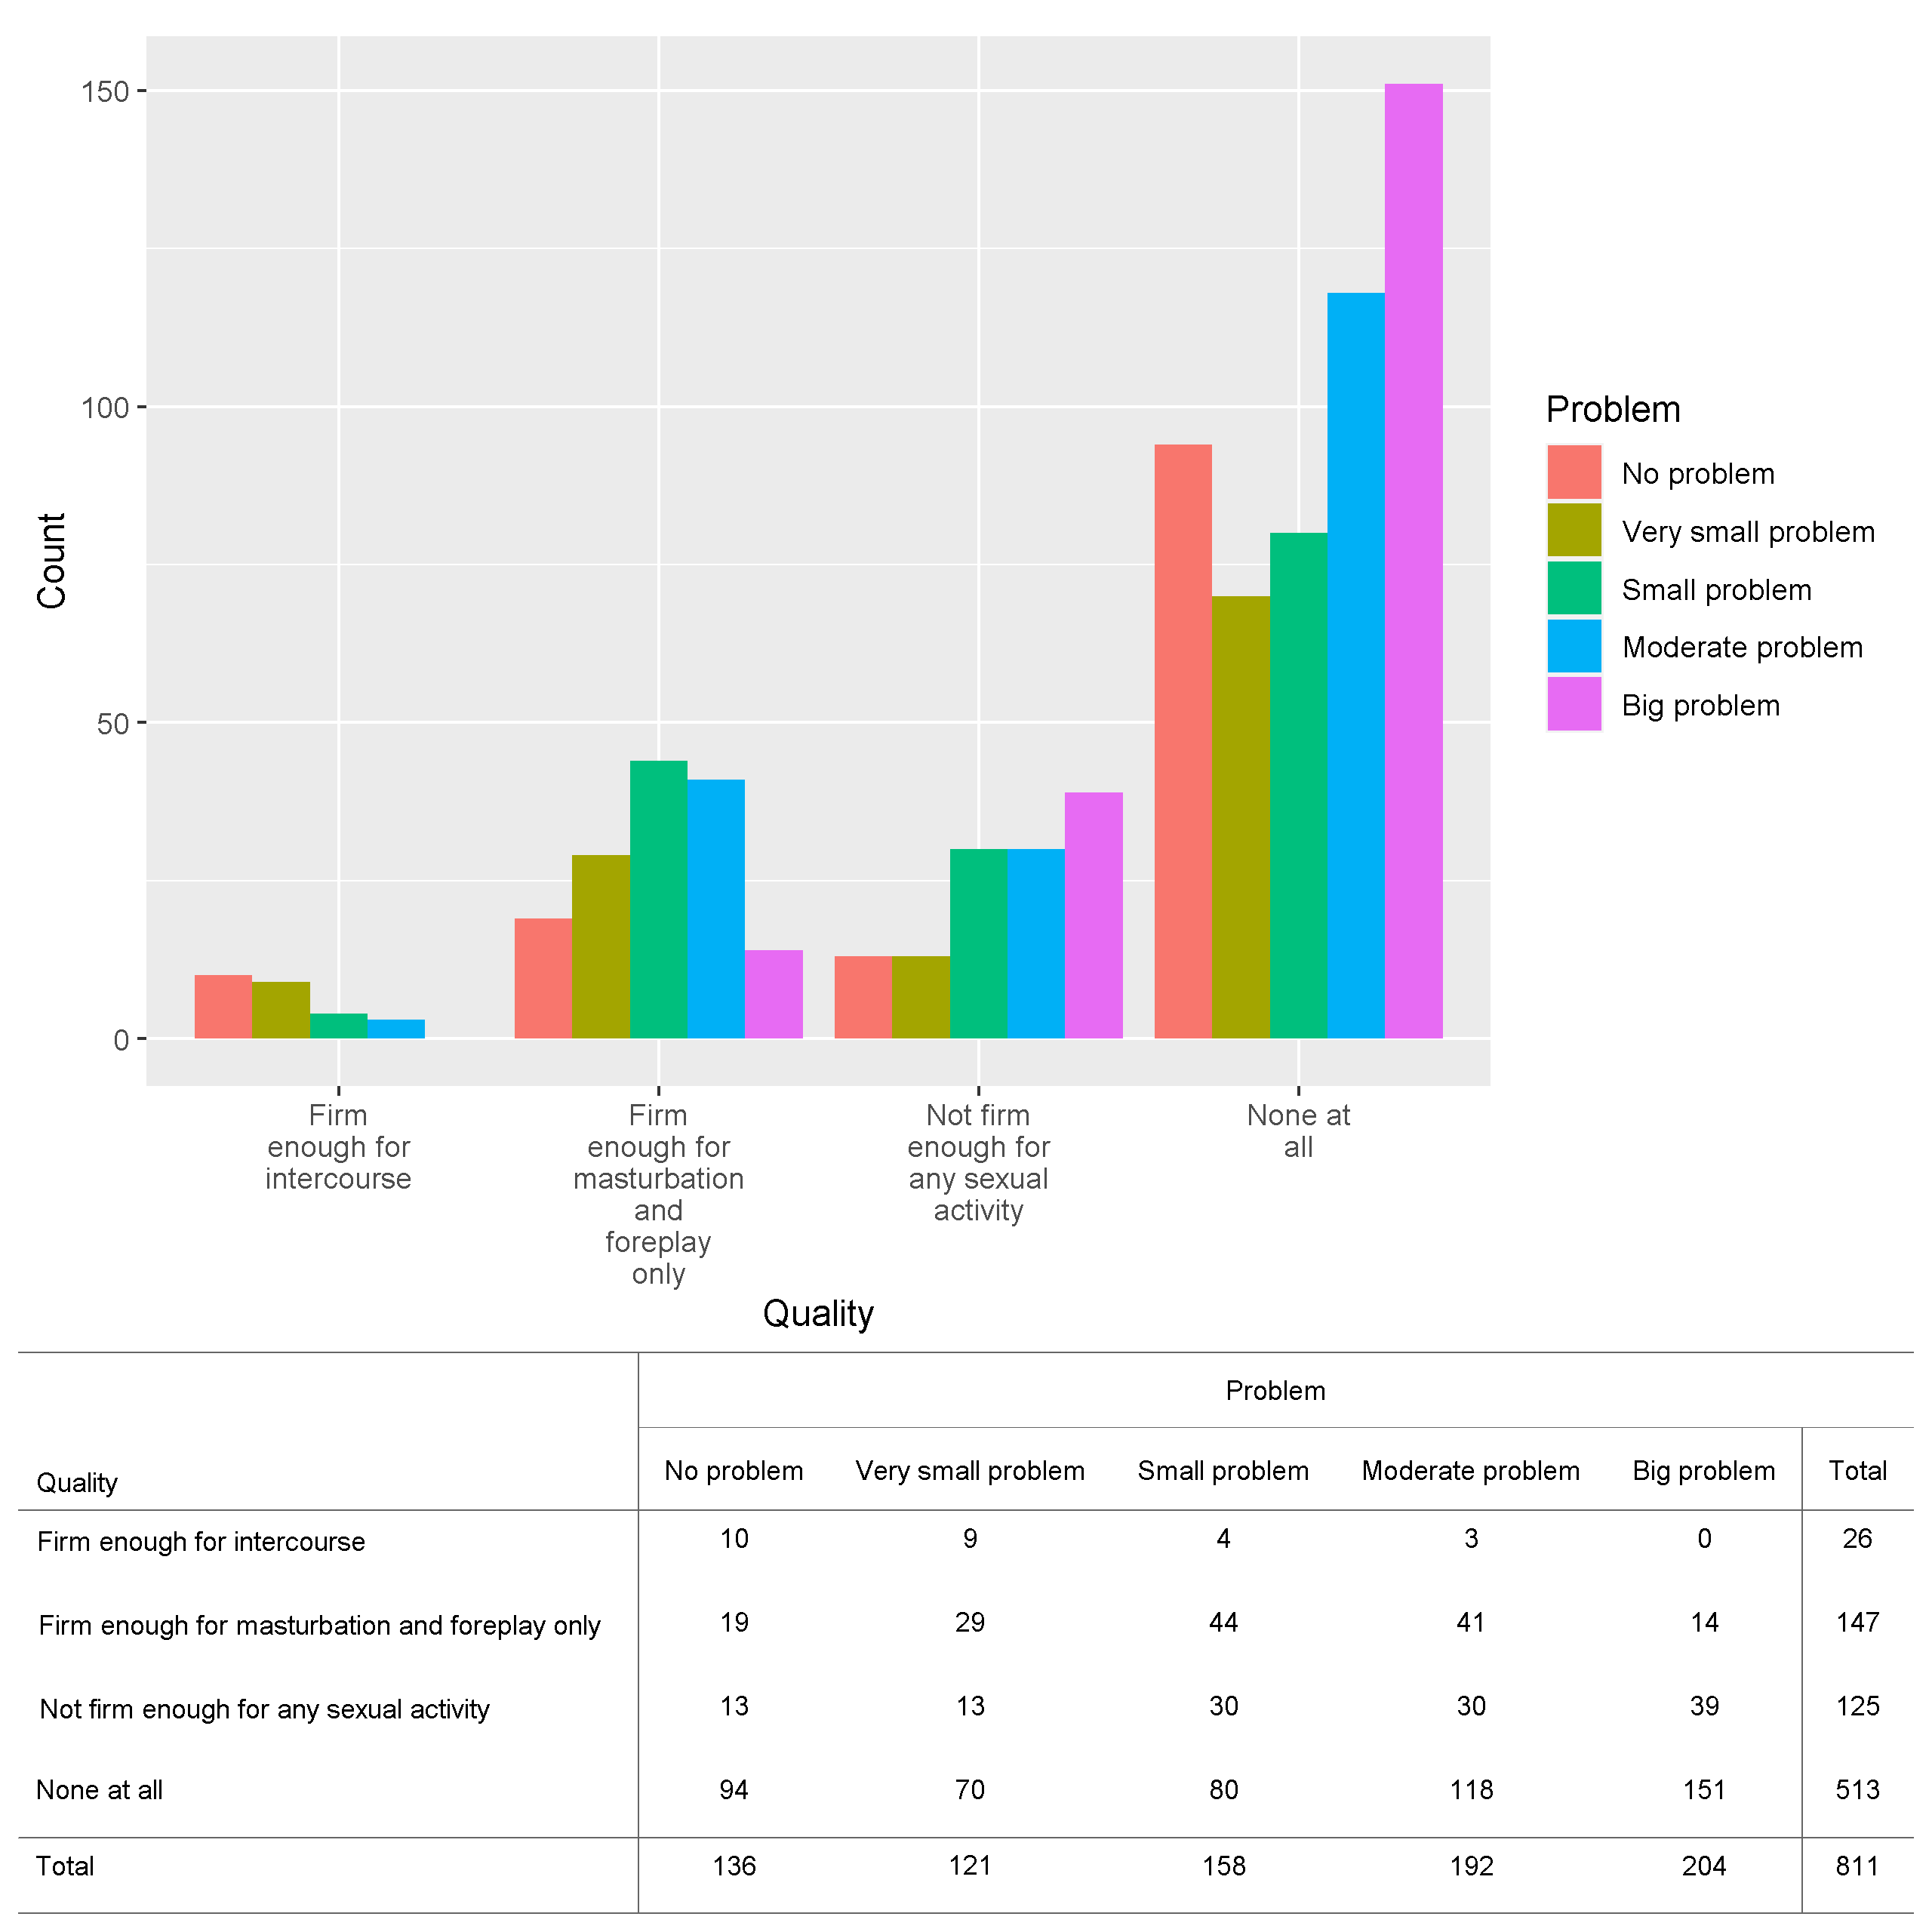 150
100
50
0
Count
Firm
enough for
intercourse
Firm
enough for
masturbation
and
foreplay
only
Not firm
enough for
any sexual
activity
None at
all
Quality
Problem
No problem
Very small problem
Small problem
Moderate problem
Big problem
Problem
Quality No problem Very small problem Small problem Moderate problem Big problem Total
Firm enough for intercourse 10 9 4 3 0 26
Firm enough for masturbation and foreplay only 19 29 44 41 14 147
Not firm enough for any sexual activity 13 13 30 30 39 125
None at all 94 70 80 118 151 513
Total 136 121 158 192 204 811